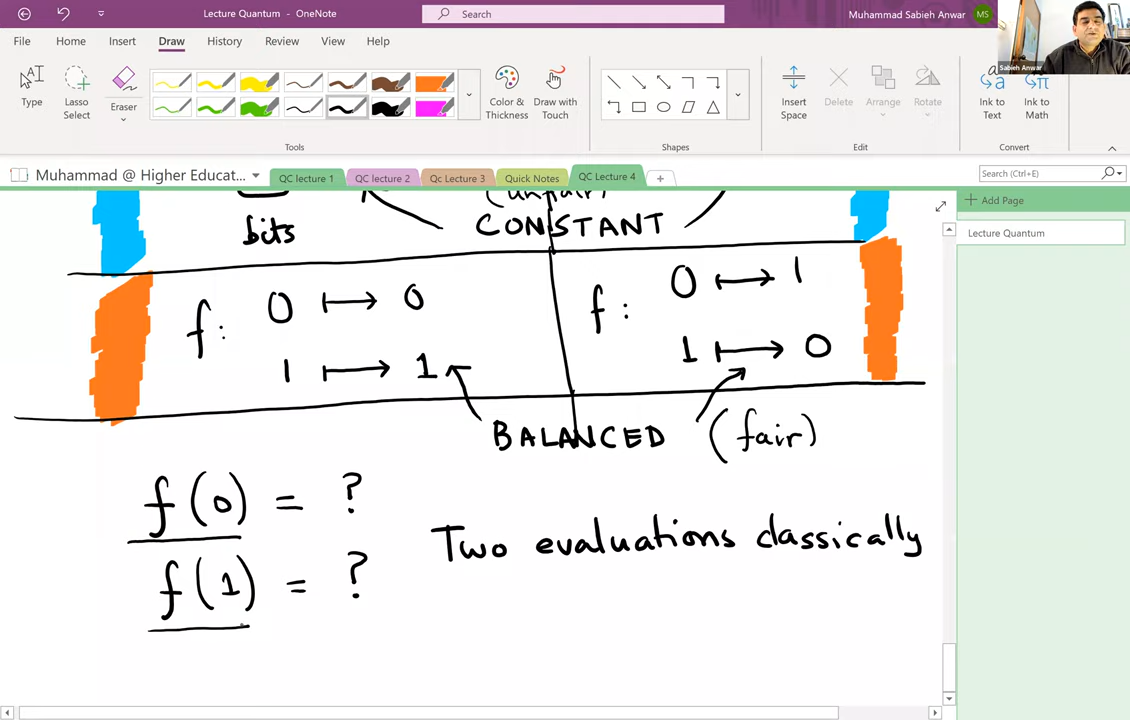 Lecture Quantum - OneNote
Search
Muhammad Sabieh Anwar
MS
File Home Insert Draw History Review View Help
Sabieh Anwar
Type
Lasso Select
Eraser
Color & Thickness
Draw with Touch
Insert Space
Delete
Arrange
Rotate
Ink to Text
Ink to Math
Tools
Shapes
Edit
Convert
Muhammad @ Higher Educat...
QC lecture 1
QC lecture 2
Qc Lecture 3
Quick Notes
QC Lecture 4
Search (Ctrl+E)
Add Page
Lecture Quantum
(unfair)
bits
CONSTANT
f: 0 ↦ 0
1 ↦ 1
f: 0 ↦ 1
1 ↦ 0
BALANCED (fair)
f(0) = ?
Two evaluations classically
f(1) = ?